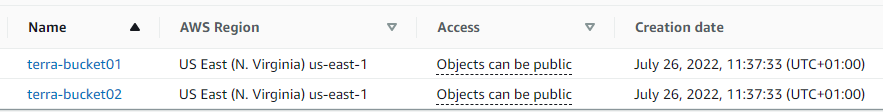 Name AWS Region Access Creation date
terra-bucket01 US East (N. Virginia) us-east-1 Objects can be public July 26, 2022, 11:37:33 (UTC+01:00)
terra-bucket02 US East (N. Virginia) us-east-1 Objects can be public July 26, 2022, 11:37:33 (UTC+01:00)